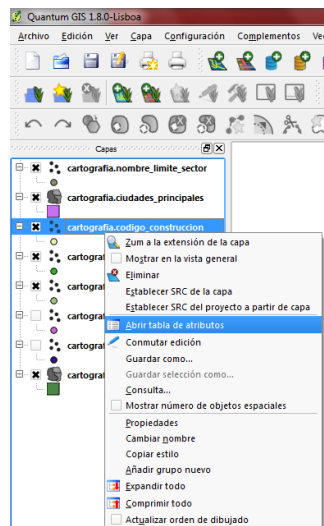 Quantum GIS 1.8.0-Lisboa
Archivo Edición Ver Capa Configuración Complementos
Capas
cartografia.nombre_limite_sector
cartografia.ciudades_principales
cartografia.codigo_construccion
Zum a la extensión de la capa
Mostrar en la vista general
Eliminar
Establecer SRC de la capa
Establecer SRC del proyecto a partir de capa
Abrir tabla de atributos
Conmutar edición
Guardar como...
Guardar selección como...
Consulta...
Mostrar número de objetos espaciales
Propiedades
Cambiar nombre
Copiar estilo
Añadir grupo nuevo
Expandir todo
Comprimir todo
Actualizar orden de dibujado